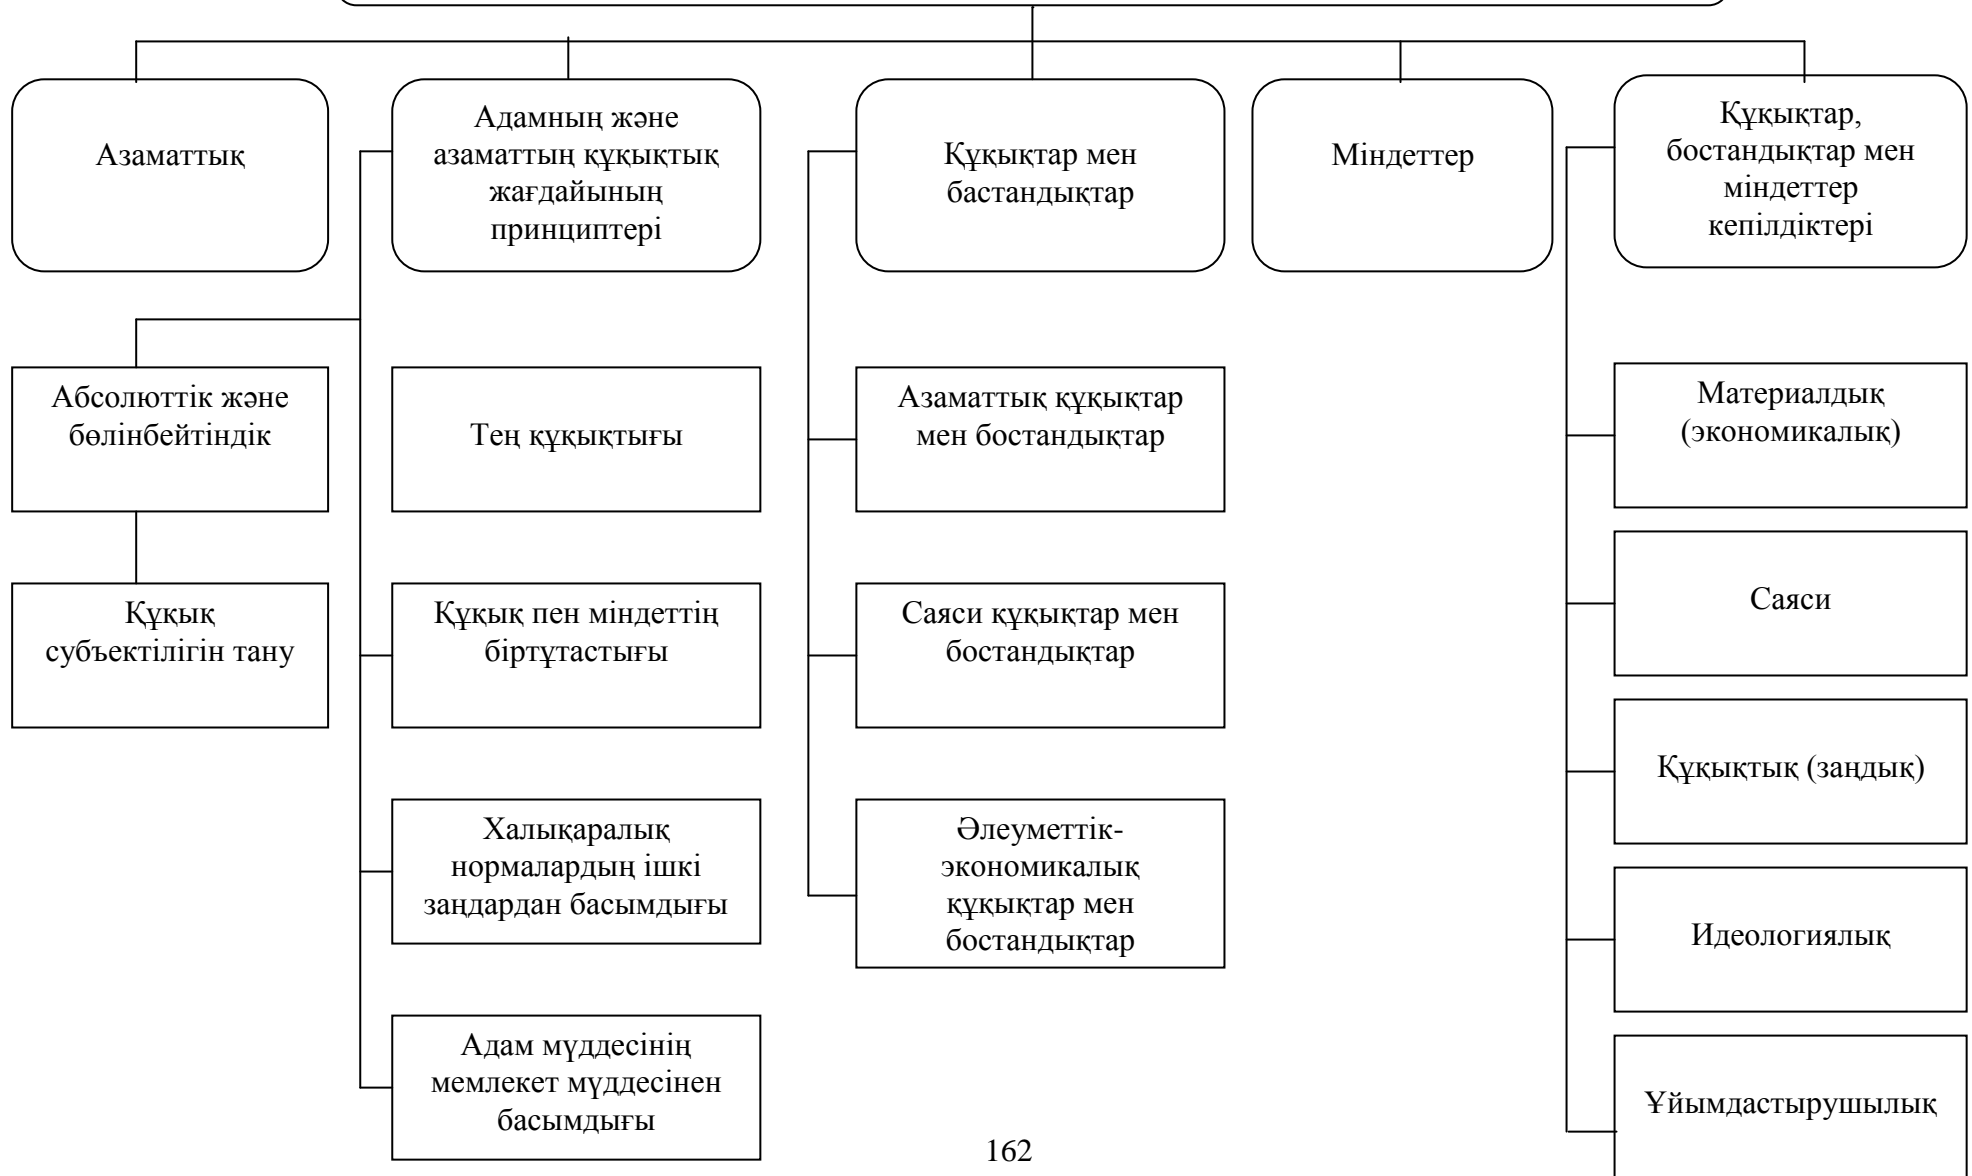 Азаматтық
Адамның және
азаматтың құқықтық
жағдайының
принциптері
Құқықтар мен
бастандықтар
Міндеттер
Құқықтар,
бостандықтар мен
міндеттер
кепілдіктері
Абсолюттік және
бөлінбейтіндік
Құқық
субъектілігін тану
Тең құқықтығы
Құқық пен міндеттің
біртұтастығы
Халықаралық
нормалардың ішкі
заңдардан басымдығы
Адам мүддесінің
мемлекет мүддесінен
басымдығы
Азаматтық құқықтар
мен бостандықтар
Саяси құқықтар мен
бостандықтар
Әлеуметтік-
экономикалық
құқықтар мен
бостандықтар
Материалдық
(экономикалық)
Саяси
Құқықтық (заңдық)
Идеологиялық
Ұйымдастырушылық
162